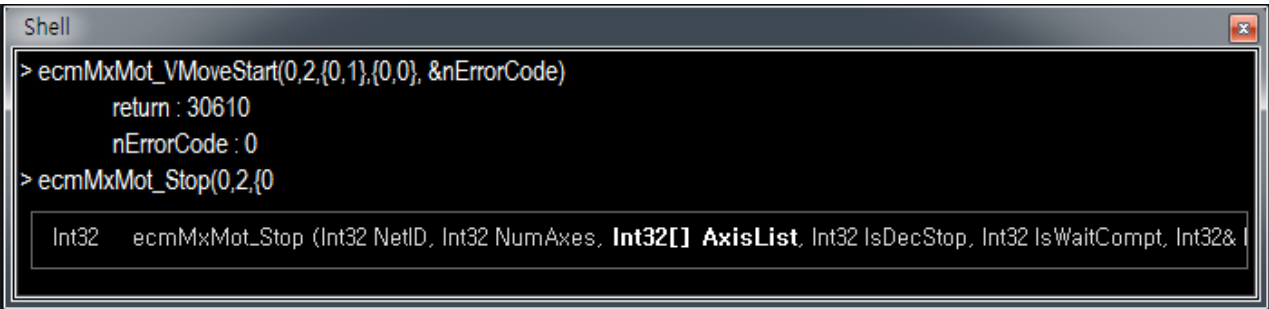 Shell
> ecmMxMot_VMoveStart(0,2,{0,1},{0,0}, &nErrorCode)
return : 30610
nErrorCode : 0
> ecmMxMot_Stop(0,2,{0
Int32 ecmMxMot_Stop (Int32 NetID, Int32 NumAxes, Int32[] AxisList, Int32 IsDecStop, Int32 IsWaitCompt, Int32&